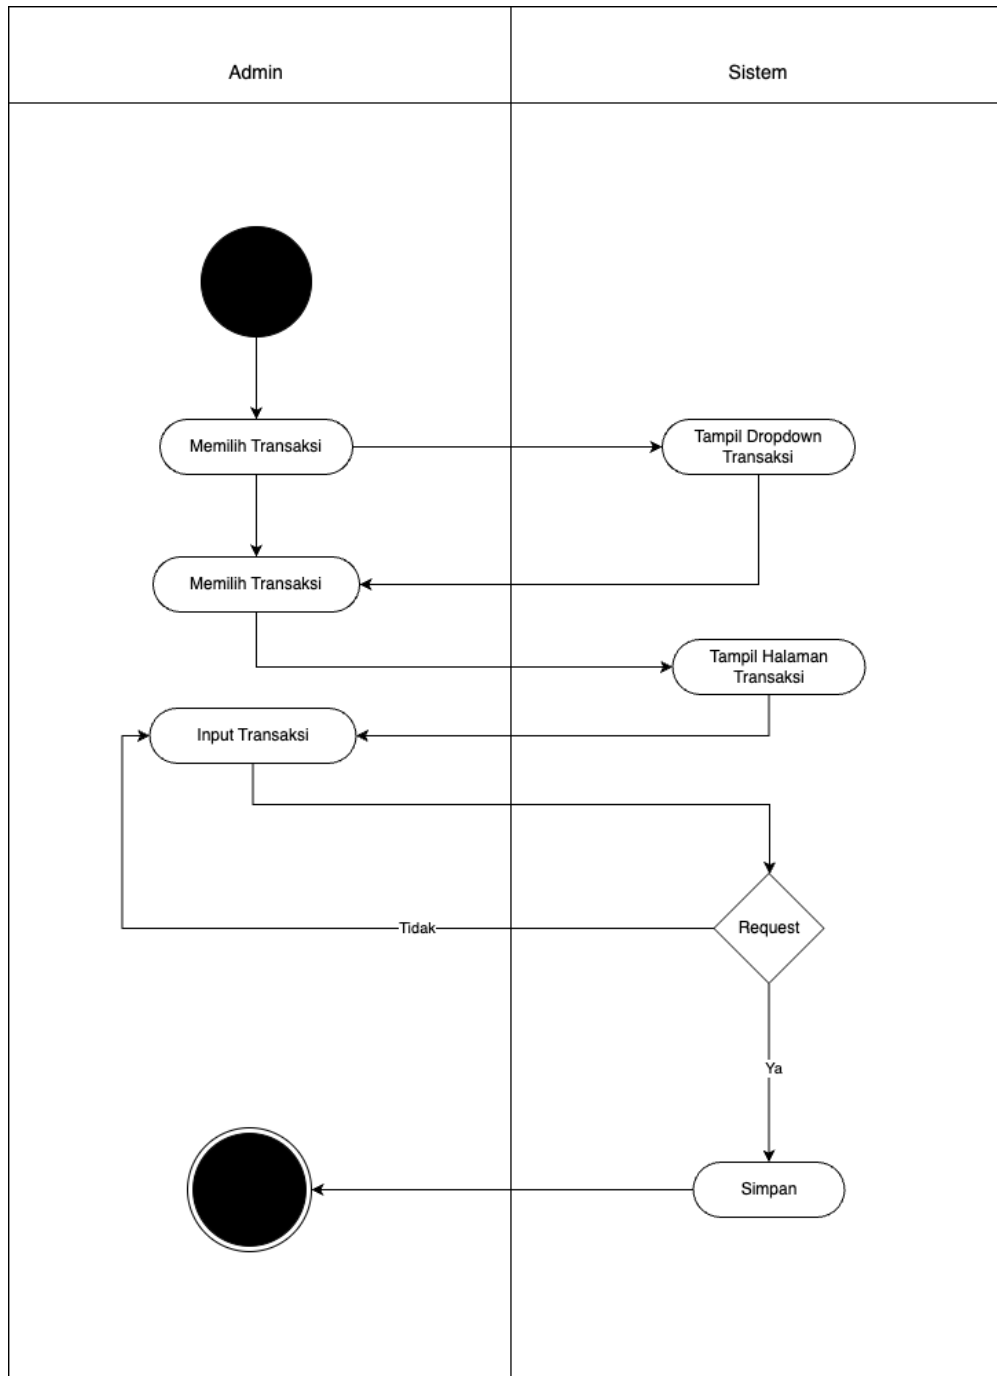 Admin
Sistem
Memilih Transaksi
Tampil Dropdown
Transaksi
Memilih Transaksi
Tampil Halaman
Transaksi
Input Transaksi
Tidak
Request
Ya
Simpan